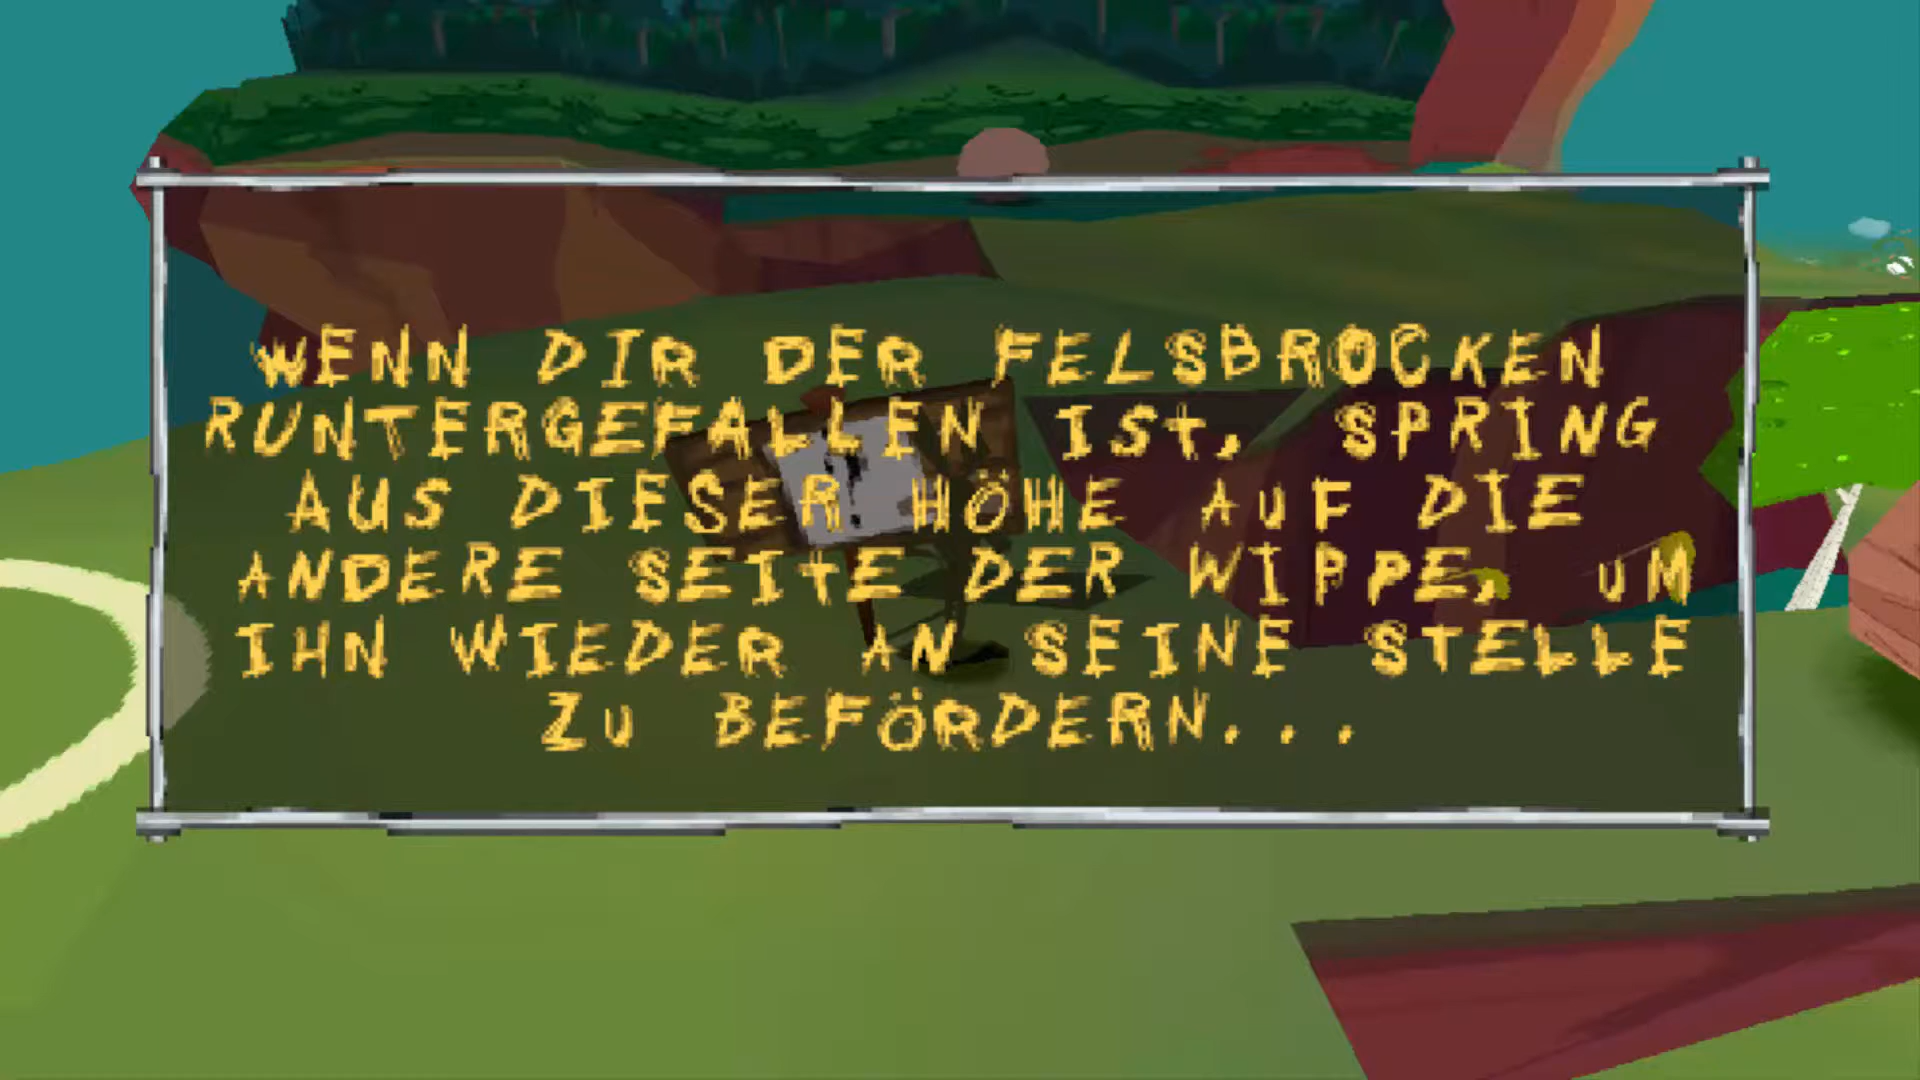 WENN DIR DER FELSBROCKEN
RUNTERGEFALLEN IST, SPRING
AUS DIESER HÖHE AUF DIE
ANDERE SEITE DER WIPPE, UM
IHN WIEDER AN SEINE STELLE
ZU BEFÖRDERN...